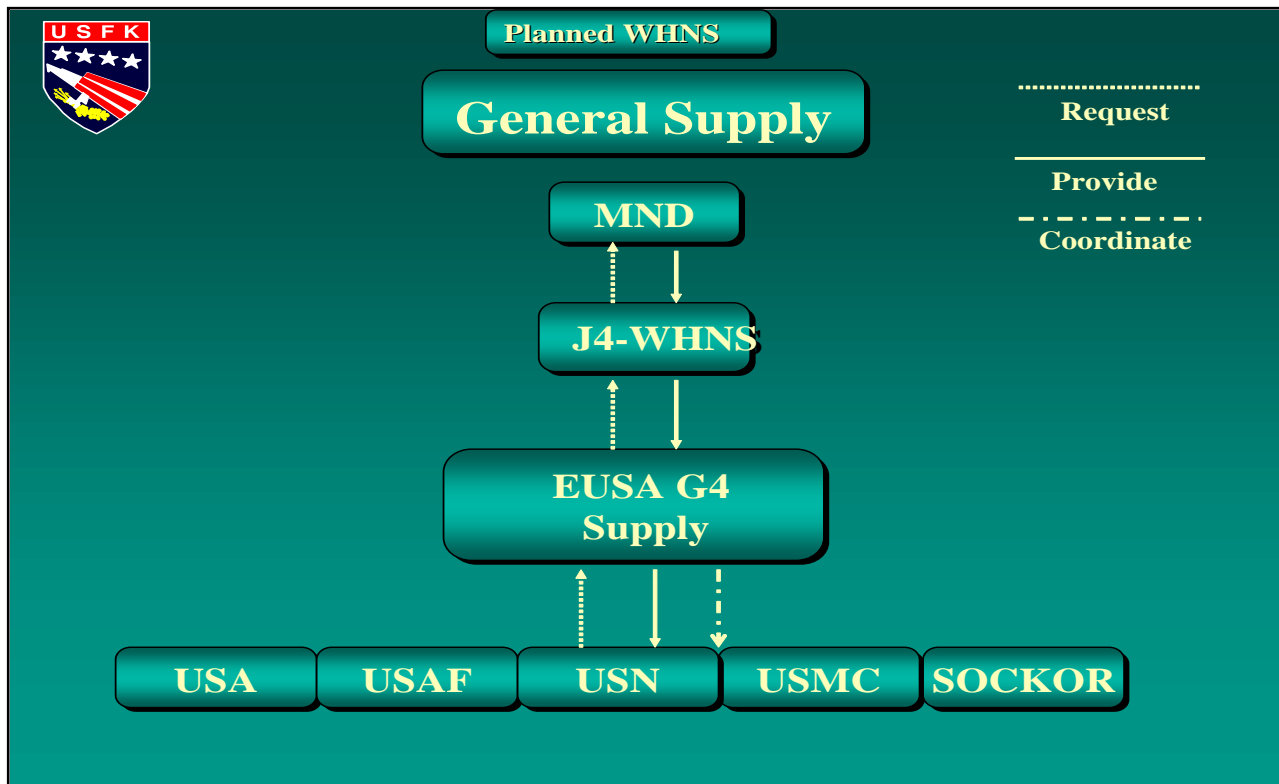 USFK
Planned WHNS
General Supply
Request
Provide
Coordinate
MND
J4-WHNS
EUSA G4
Supply
USA
USAF
USN
USMC
SOCKOR